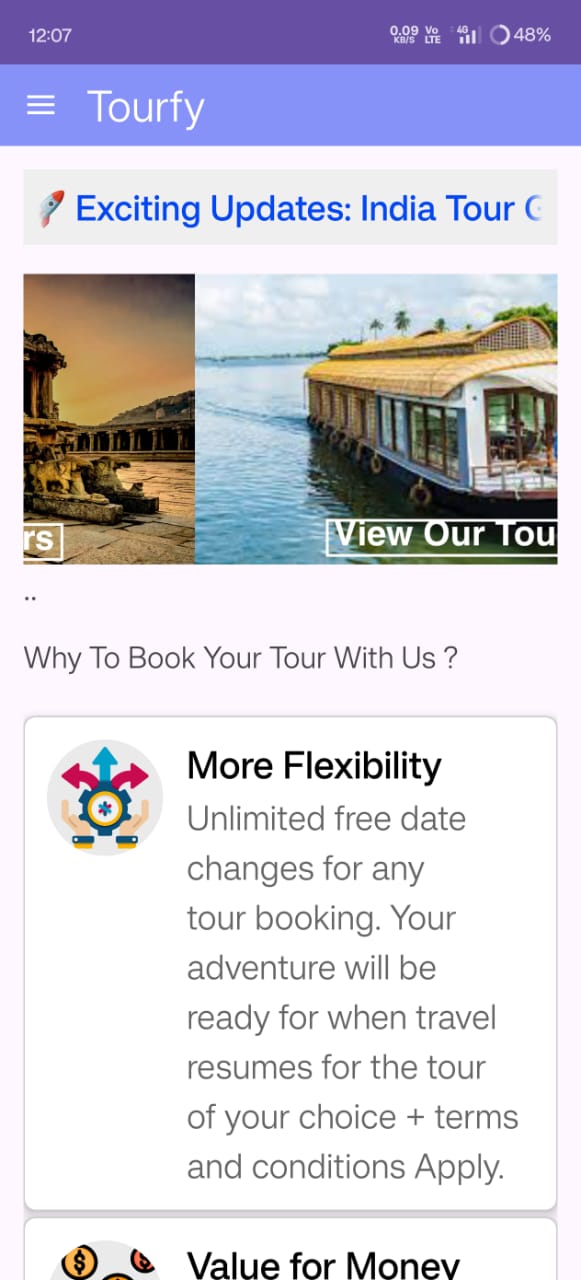 12:07 0.09 KB/S Vo LTE 4G 48%
Tourfy
🚀 Exciting Updates: India Tour
rs View Our Tou
..
Why To Book Your Tour With Us ?
More Flexibility
Unlimited free date
changes for any
tour booking. Your
adventure will be
ready for when travel
resumes for the tour
of your choice + terms
and conditions Apply.
Value for Money